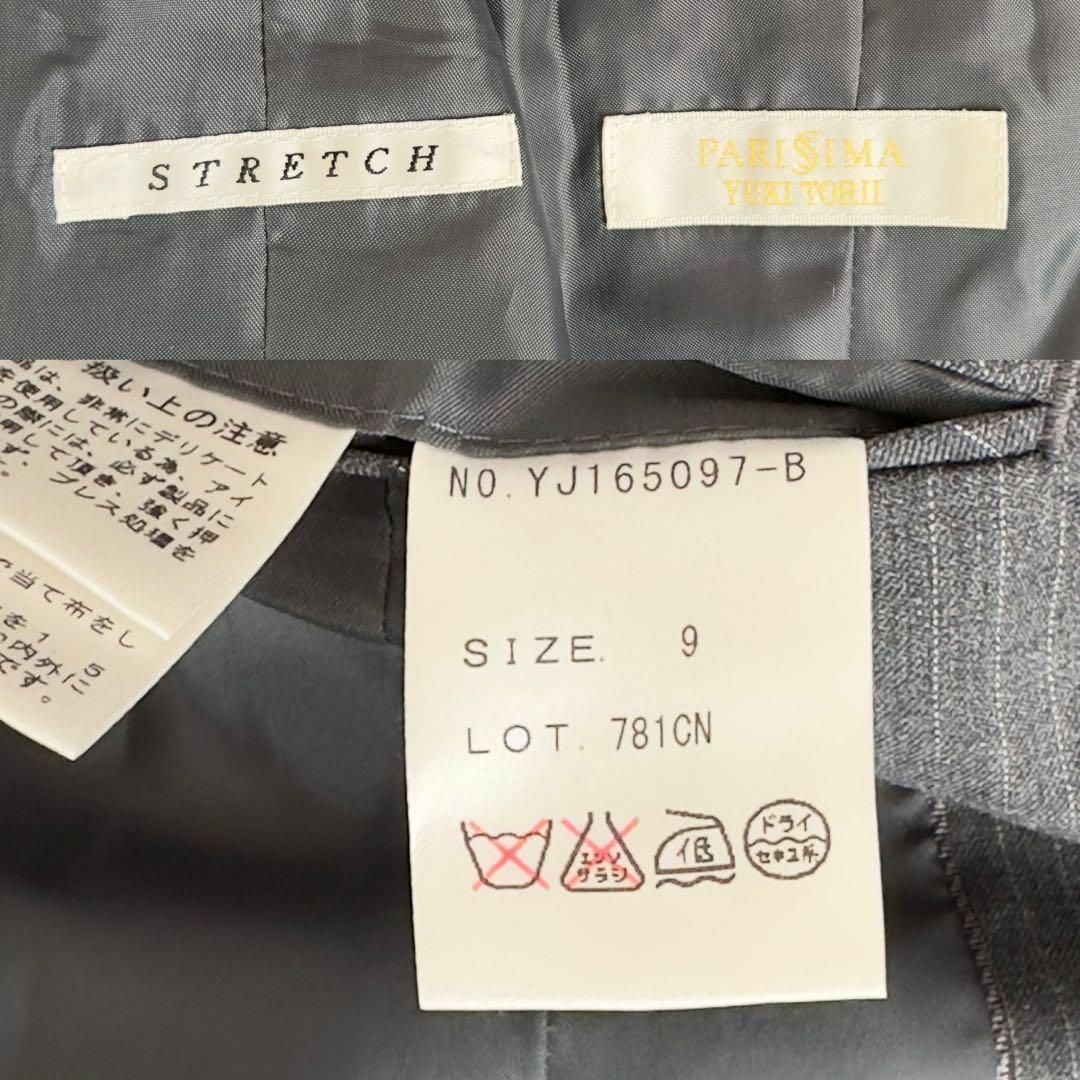 STRETCH
PARISSIMA
YUKI TORII
扱い上の注意
品は、非常にデリケート
を使用している為、アイ
の際には、必ず製品に
用して頂き、強く押
ず、プレス処理を
で当て布をし
を15
の内外に
です。
NO.YJ165097-B
SIZE. 9
LOT. 781CN
エンソ
サラシ
低
ドライ
セキユ系